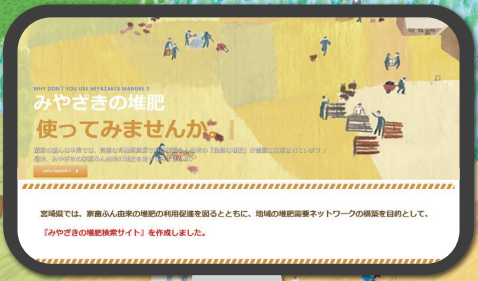 WHY DON'T YOU USE MIYAZAKI'S MANURE ?
みやざきの堆肥
使ってみませんか。
宮崎県では、家畜ふん由来の堆肥の利用促進を図るとともに、地域の堆肥需要ネットワークの構築を目的として、
『みやざきの堆肥検索サイト』を作成しました。